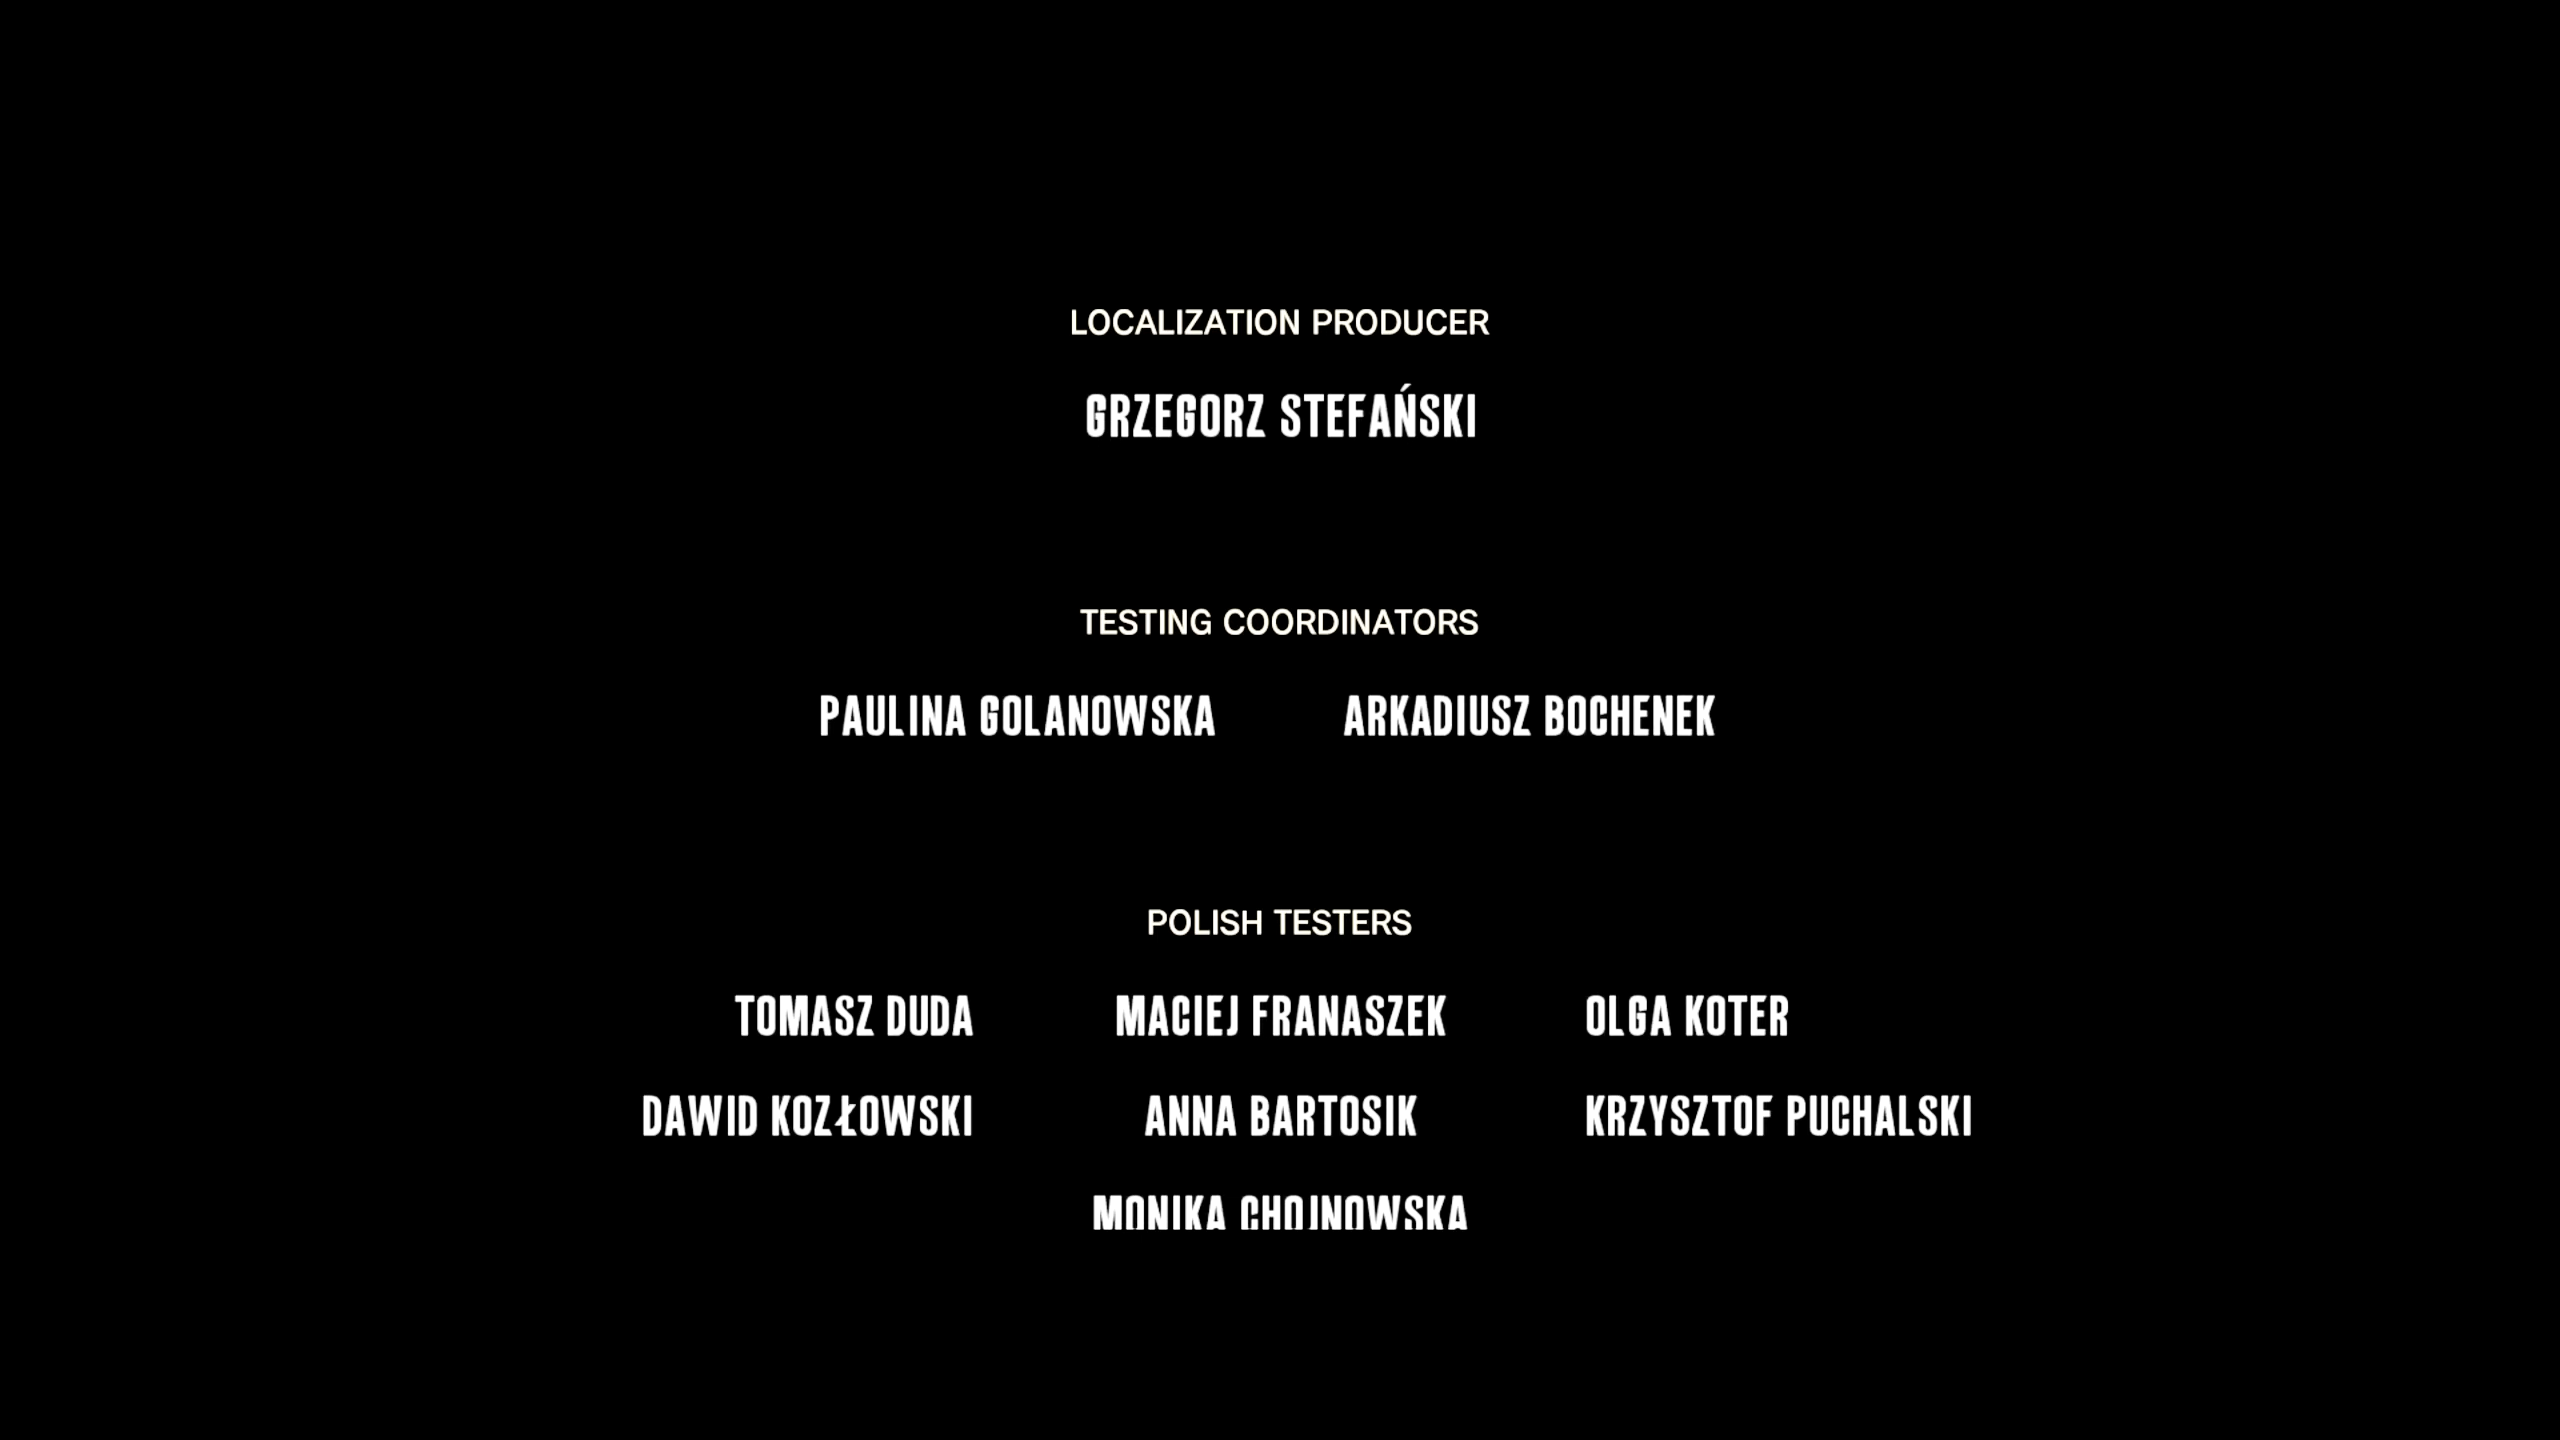 LOCALIZATION PRODUCER
GRZEGORZ STEFAŃSKI
TESTING COORDINATORS
PAULINA GOLANOWSKA ARKADIUSZ BOCHENEK
POLISH TESTERS
TOMASZ DUDA MACIEJ FRANASZEK OLGA KOTER
DAWID KOZŁOWSKI ANNA BARTOSIK KRZYSZTOF PUCHALSKI
MONIKA CHOJNOWSKA